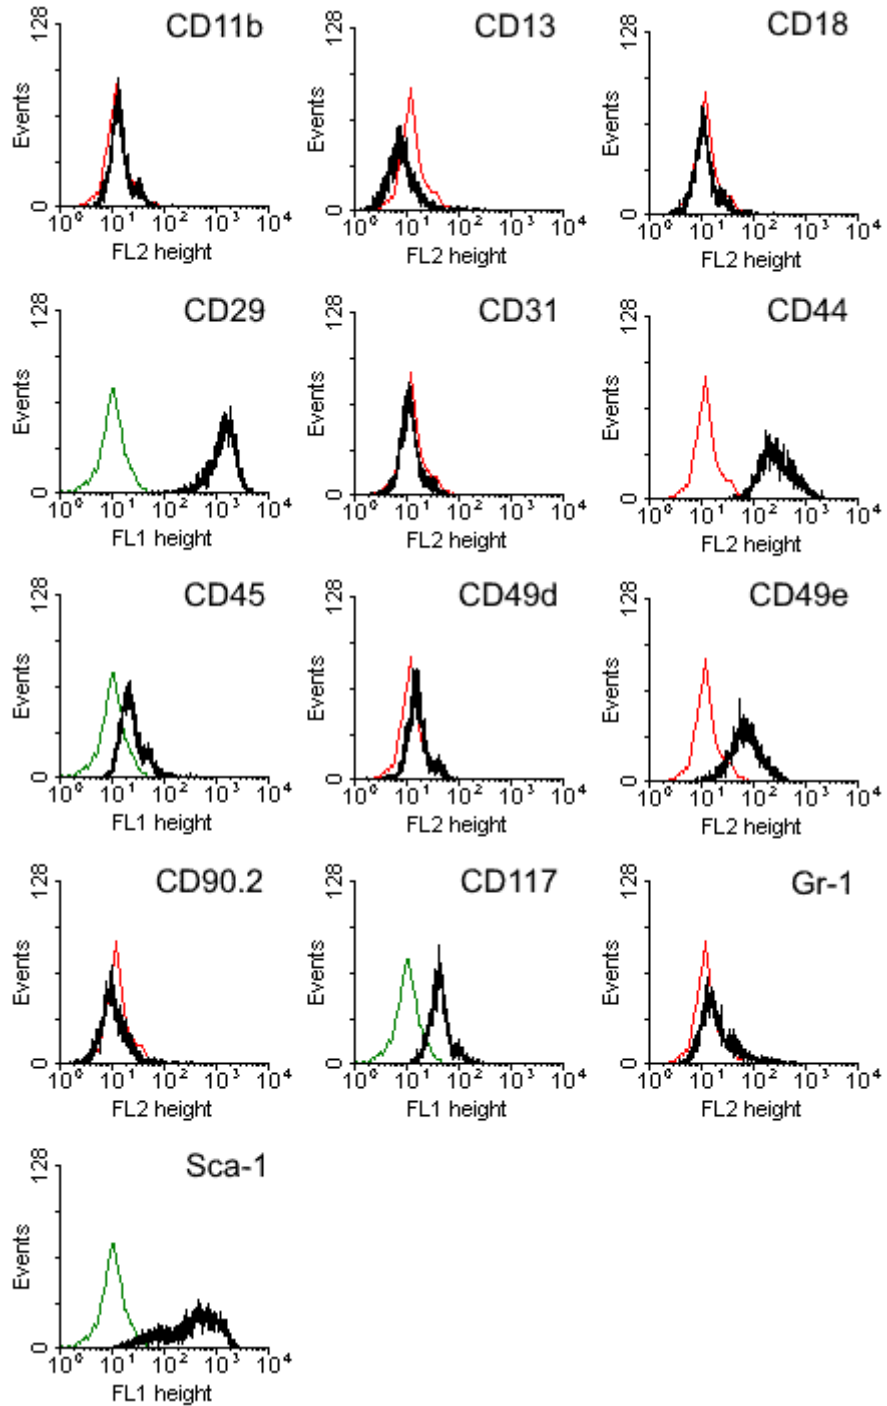 CD11b
128
Events
0
10⁰ 10¹ 10² 10³ 10⁴
FL2 height
CD13
128
Events
0
10⁰ 10¹ 10² 10³ 10⁴
FL2 height
CD18
128
Events
0
10⁰ 10¹ 10² 10³ 10⁴
FL2 height
CD29
128
Events
0
10⁰ 10¹ 10² 10³ 10⁴
FL1 height
CD31
128
Events
0
10⁰ 10¹ 10² 10³ 10⁴
FL2 height
CD44
128
Events
0
10⁰ 10¹ 10² 10³ 10⁴
FL2 height
CD45
128
Events
0
10⁰ 10¹ 10² 10³ 10⁴
FL1 height
CD49d
128
Events
0
10⁰ 10¹ 10² 10³ 10⁴
FL2 height
CD49e
128
Events
0
10⁰ 10¹ 10² 10³ 10⁴
FL2 height
CD90.2
128
Events
0
10⁰ 10¹ 10² 10³ 10⁴
FL2 height
CD117
128
Events
0
10⁰ 10¹ 10² 10³ 10⁴
FL1 height
Gr-1
128
Events
0
10⁰ 10¹ 10² 10³ 10⁴
FL2 height
Sca-1
128
Events
0
10⁰ 10¹ 10² 10³ 10⁴
FL1 height